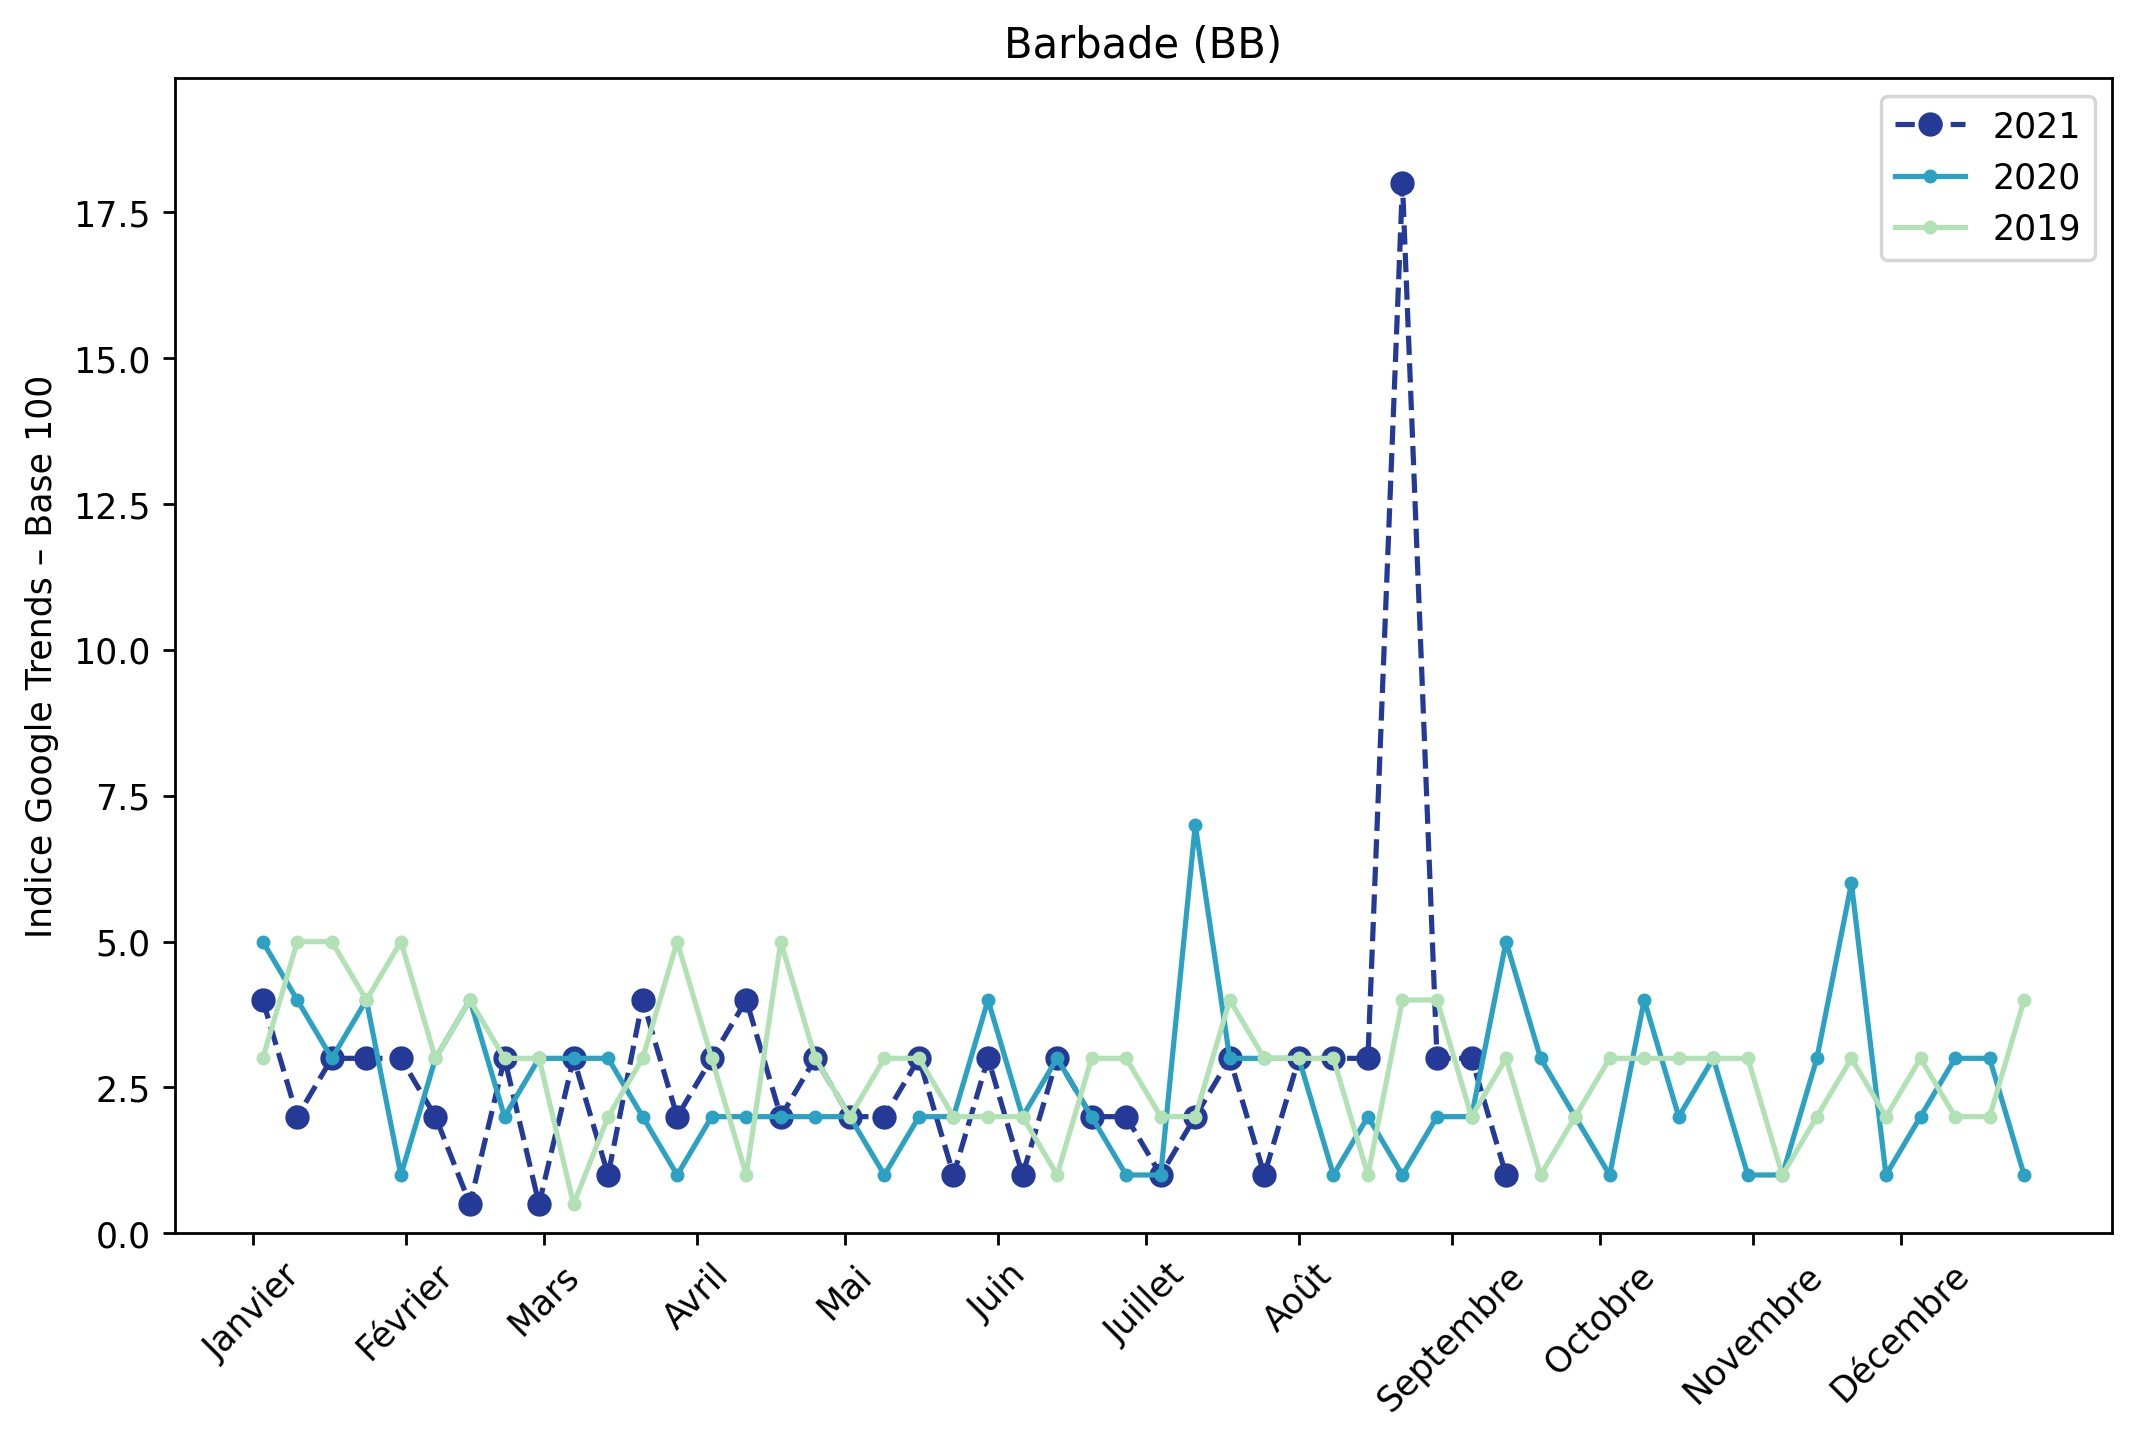 Barbade (BB)
2021
2020
2019
Indice Google Trends – Base 100
17.5
15.0
12.5
10.0
7.5
5.0
2.5
0.0
Janvier
Février
Mars
Avril
Mai
Juin
Juillet
Août
Septembre
Octobre
Novembre
Décembre